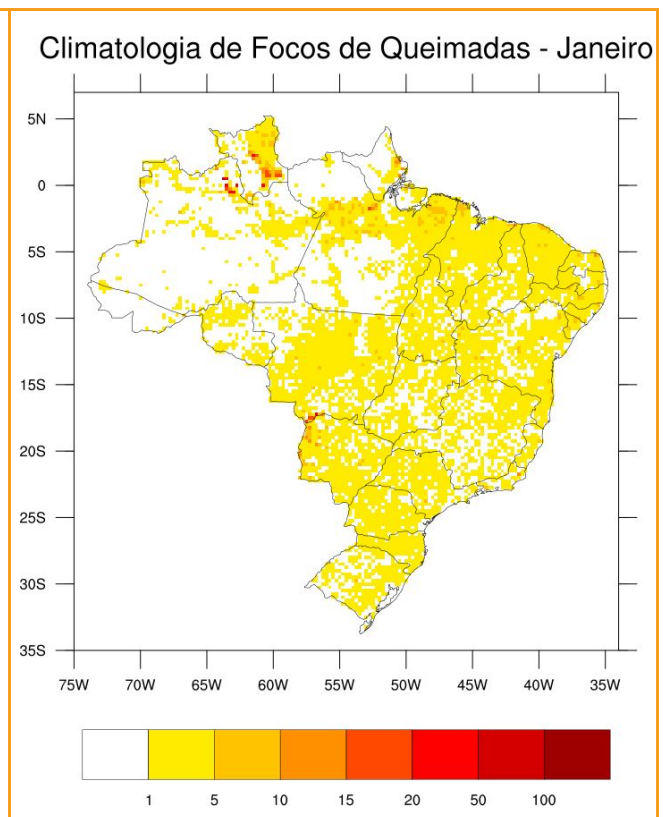 Climatologia de Focos de Queimadas - Janeiro
5N
0
5S
10S
15S
20S
25S
30S
35S
75W 70W 65W 60W 55W 50W 45W 40W 35W
1 5 10 15 20 50 100